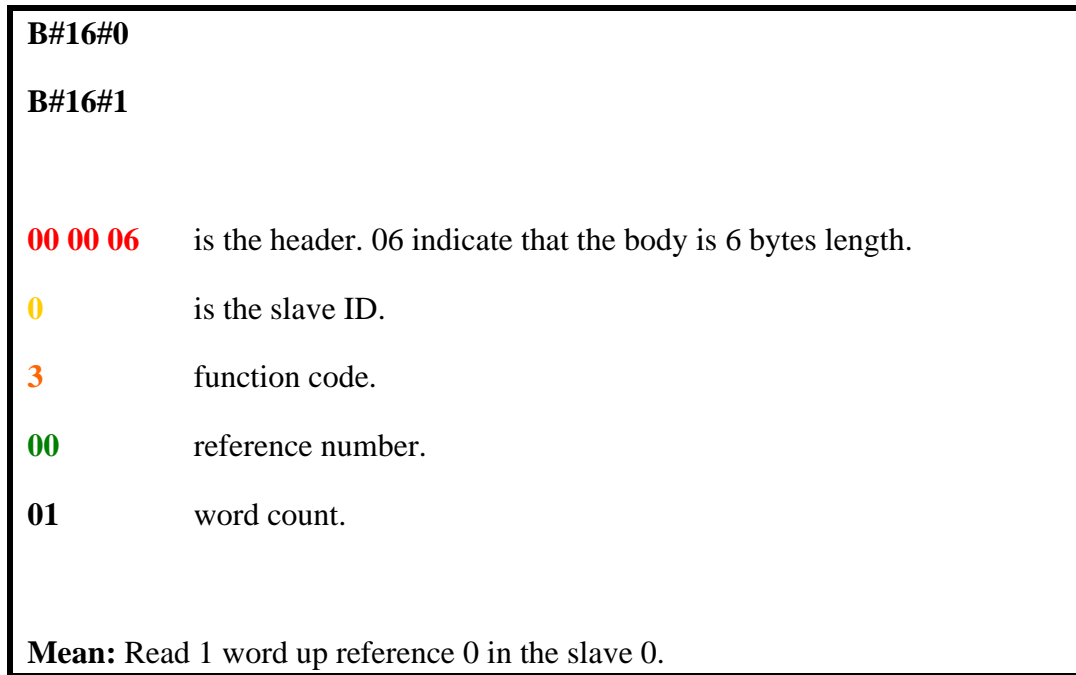 B#16#0
B#16#1
00 00 06 is the header. 06 indicate that the body is 6 bytes length.
0 is the slave ID.
3 function code.
00 reference number.
01 word count.
Mean: Read 1 word up reference 0 in the slave 0.